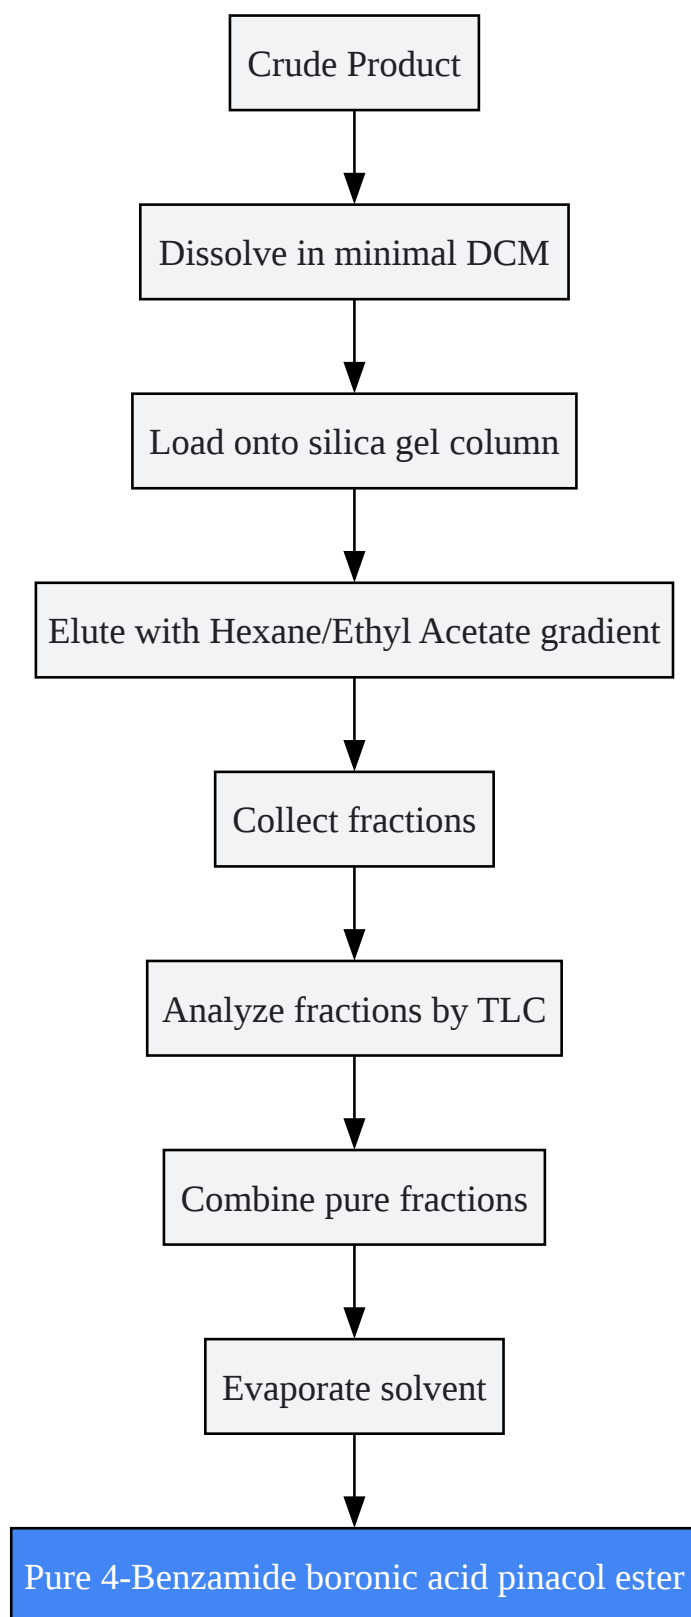 Crude Product
Dissolve in minimal DCM
Load onto silica gel column
Elute with Hexane/Ethyl Acetate gradient
Collect fractions
Analyze fractions by TLC
Combine pure fractions
Evaporate solvent
Pure 4-Benzamide boronic acid pinacol ester